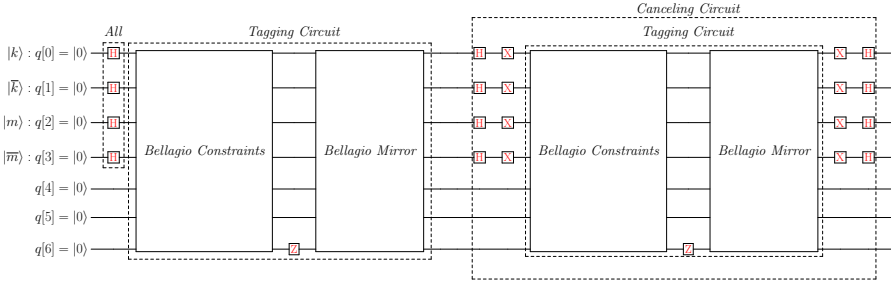 Canceling Circuit
All Tagging Circuit Tagging Circuit
|k⟩ : q[0] = |0⟩ H H X X H
|k̅⟩ : q[1] = |0⟩ H H X X H
|m⟩ : q[2] = |0⟩ H H X X H
|m̅⟩ : q[3] = |0⟩ H H X X H
Bellagio Constraints Bellagio Mirror Bellagio Constraints Bellagio Mirror
q[4] = |0⟩
q[5] = |0⟩
q[6] = |0⟩ Z Z